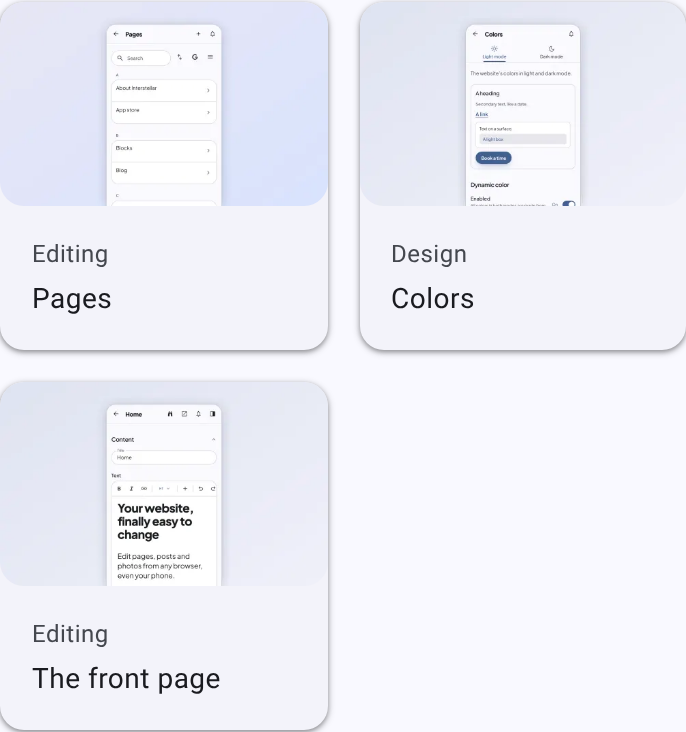 Pages
Search
A
About Interstellar
App store
B
Blocks
Blog
C
Editing
Pages
Colors
Light mode
Dark mode
The website's colors in light and dark mode.
A heading
Secondary text, like a date.
A link
Text on a surface
A light box
Book a time
Dynamic color
Enabled
On
Design
Colors
Home
Content
Title
Home
Text
B I
Your website,
finally easy to
change
Edit pages, posts and
photos from any browser,
even your phone.
Editing
The front page